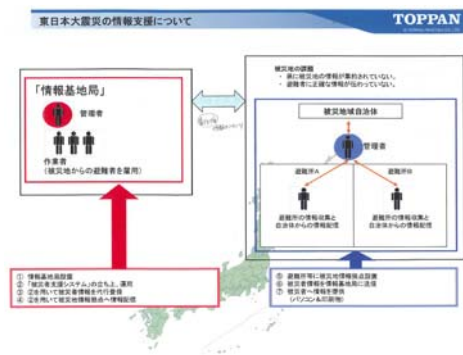 東日本大震災の情報支援について
TOPPAN
「情報基地局」
管理者
作業者
(被災地からの避難者を雇用)
被災地の課題
・県に被災地の情報が集約されていない。
・避難者に正確な情報が伝わっていない。
被災地域自治体
管理者
避難所A
避難所B
避難所の情報収集と
自治体からの情報配信
避難所の情報収集と
自治体からの情報配信
① 情報基地局設置
② 「被災者支援システム」の立ち上げ、運用
③ ②を用いて被災者情報を代行登録
④ ②を用いて被災地情報拠点へ情報配信
⑤ 避難所等に被災地情報拠点設置
⑥ 被災者情報を情報基地局に送信
⑦ 被災者へ情報を提供
(パソコン&印刷物)